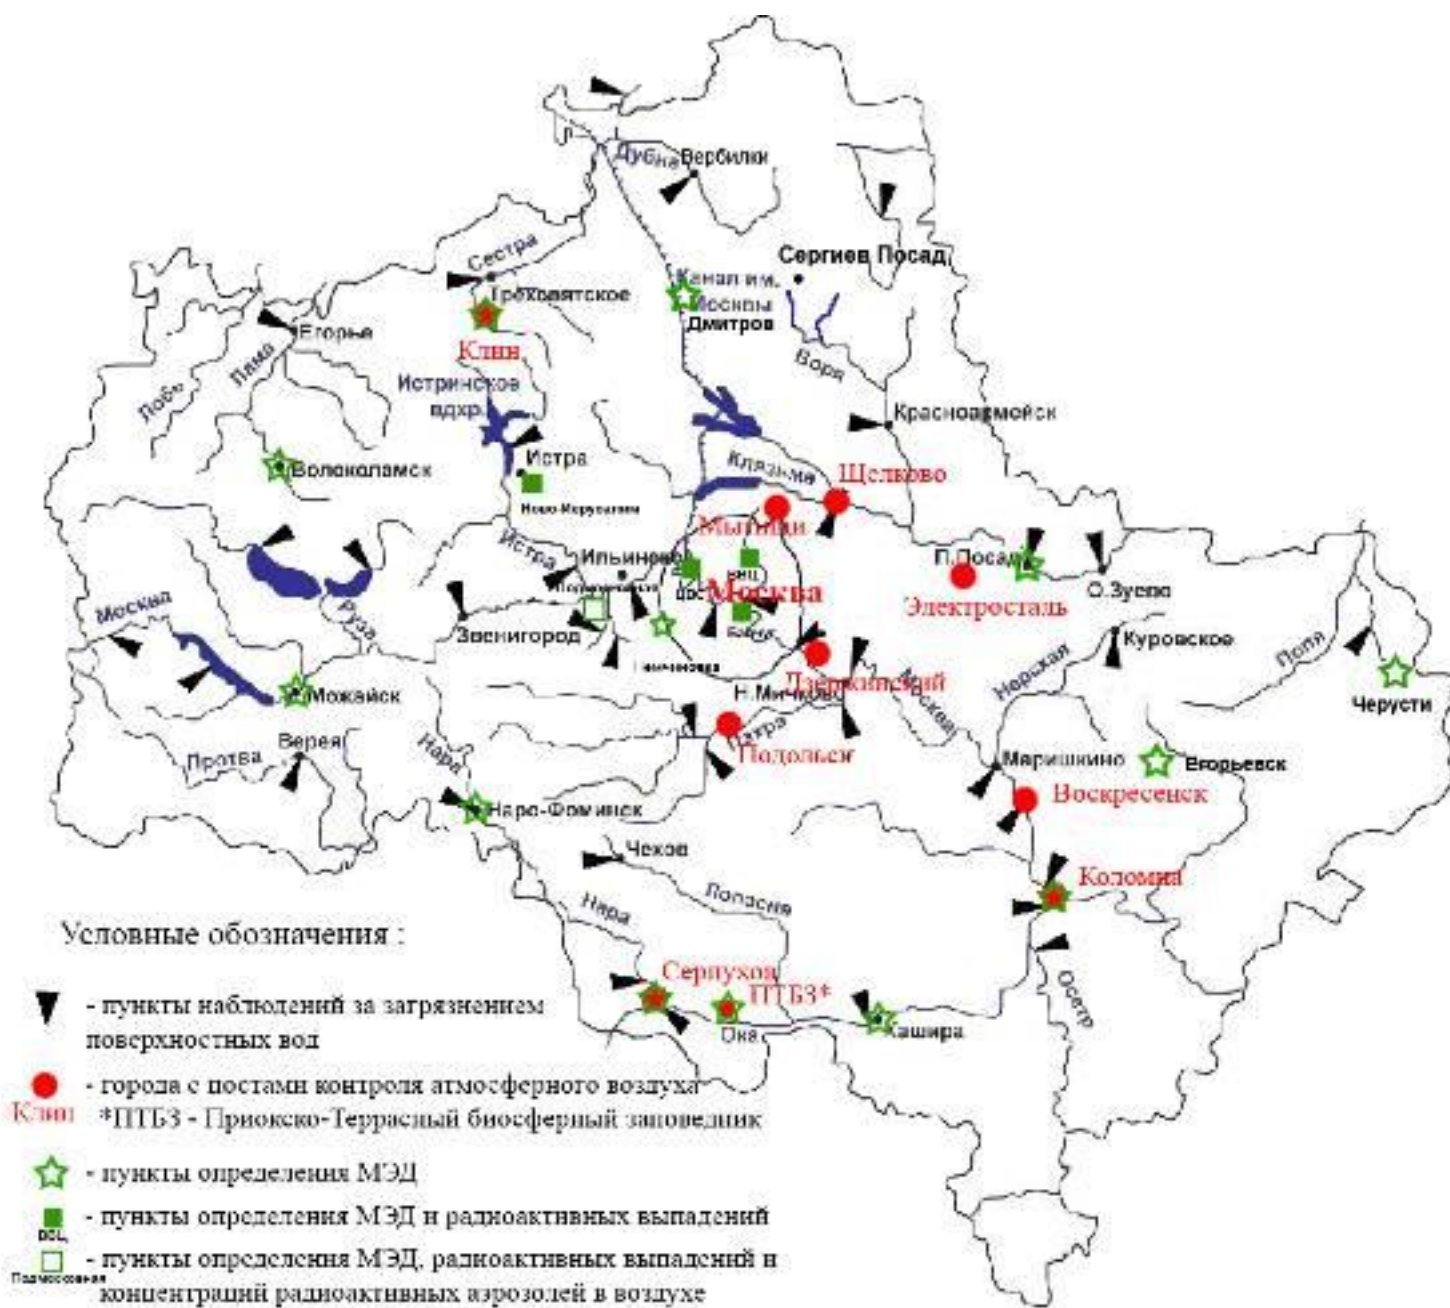 Дубна
Вербилки
Сестра
Сергиев Посад
Канал им.
Москвы
Дмитров
Клин
Егорье
Лама
Лобь
Истринское
вдхр.
Воря
Красноармейск
Волоколамск
Истра
Клязьма
Щелково
Мытищи
Ильинское
П.Посад
Истра
Москва
Электросталь
О.Зуево
Москва
Руза
Звенигород
Куровское
Нерская
Поля
Дзержинский
Черусти
Можайск
Москва
Пахра
Подольск
Протва
Верея
Нара
Маришкино
Егорьевск
Воскресенск
Наро-Фоминск
Чехов
Лопасня
Нара
Коломна
Серпухов
ПТБЗ*
Ока
Кашира
Осетр
Условные обозначения :
- пункты наблюдений за загрязнением
поверхностных вод
- города с постами контроля атмосферного воздуха
Клин *ПТБЗ - Приокско-Террасный биосферный заповедник
- пункты определения МЭД
- пункты определения МЭД и радиоактивных выпадений
- пункты определения МЭД, радиоактивных выпадений и
Подмосковная
концентраций радиоактивных аэрозолей в воздухе